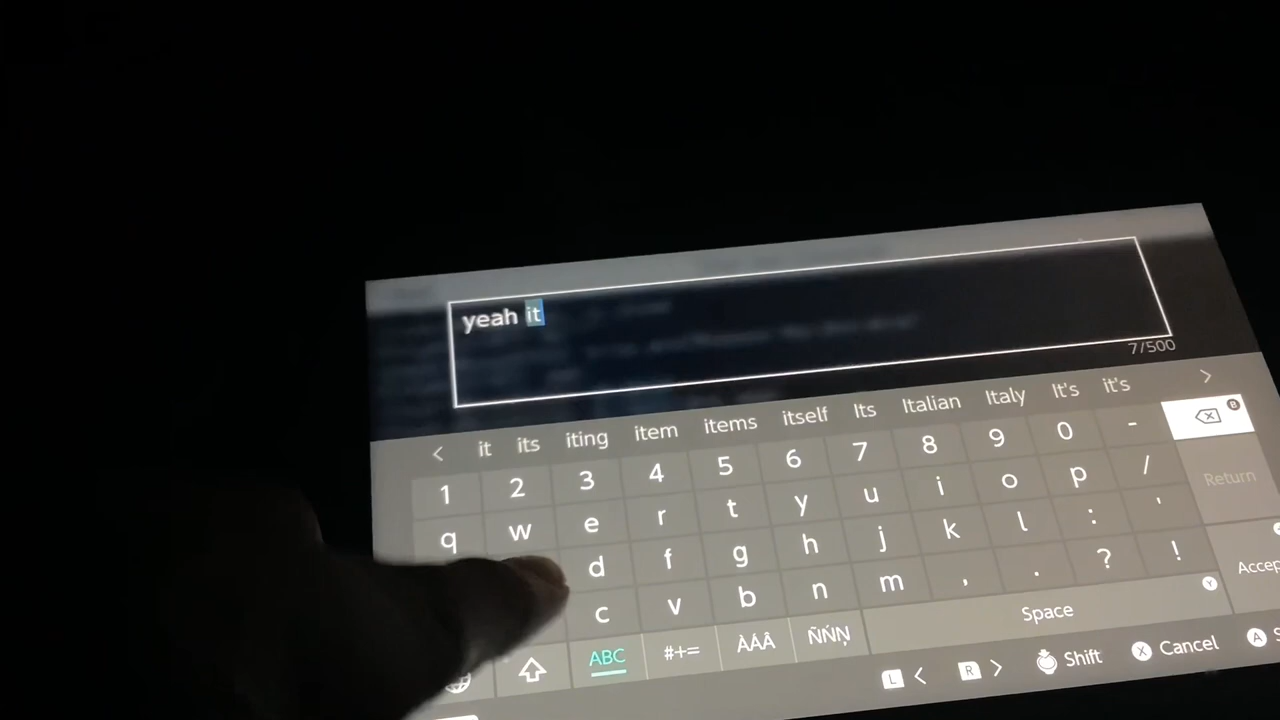 yeah it
7/500
< it its iting item items itself Its Italian Italy It's it's >
1 2 3 4 5 6 7 8 9 0 -
B
q w e r t y u i o p /
Return
d f g h j k l : '
c v b n m , . ? !
ABC #+= ÀÁÂ ÑŃŅ Space Y
L < R > Shift X Cancel A